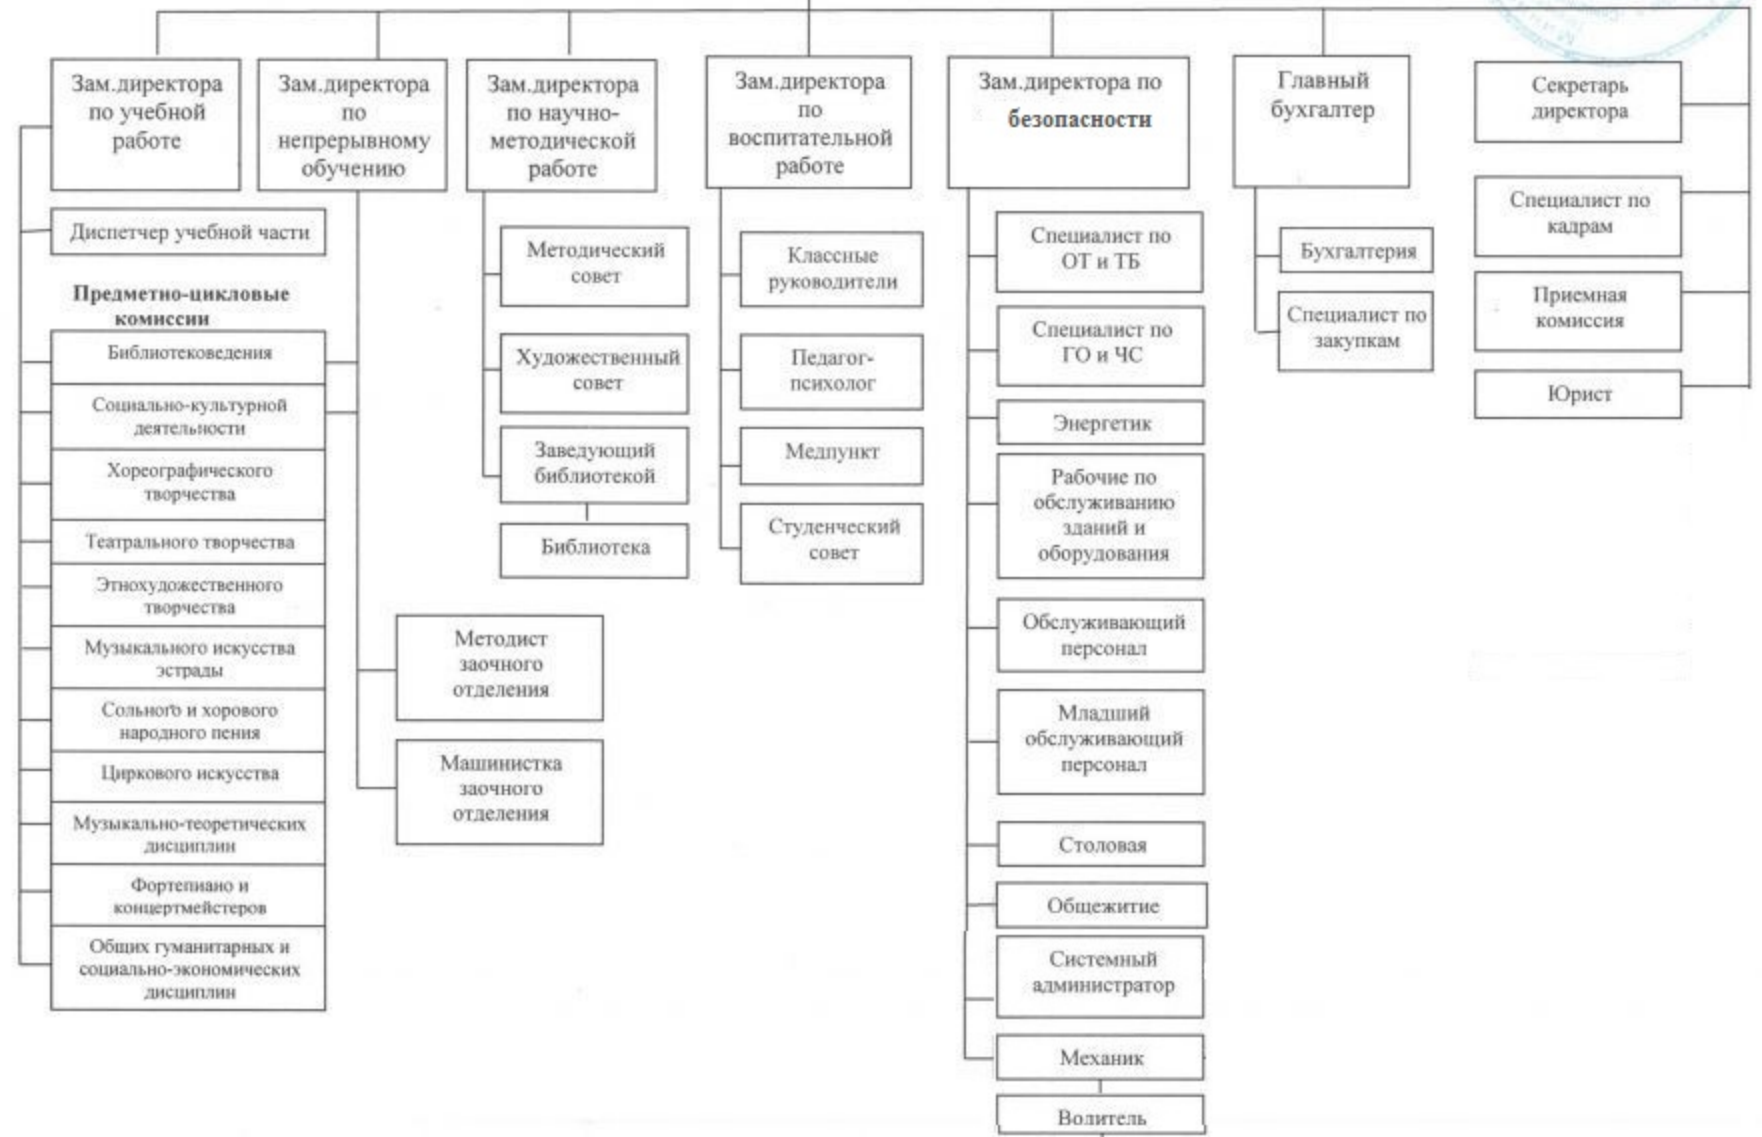 Зам.директора
по учебной
работе
Зам.директора
по
непрерывному
обучению
Зам.директора
по научно-
методической
работе
Зам.директора
по
воспитательной
работе
Зам.директора по
безопасности
Главный
бухгалтер
Секретарь
директора
Специалист по
кадрам
Приемная
комиссия
Юрист
Диспетчер учебной части
Предметно-цикловые
комиссии
Библиотековедения
Социально-культурной
деятельности
Хореографического
творчества
Театрального творчества
Этнохудожественного
творчества
Музыкального искусства
эстрады
Сольного и хорового
народного пения
Циркового искусства
Музыкально-теоретических
дисциплин
Фортепиано и
концертмейстеров
Общих гуманитарных и
социально-экономических
дисциплин
Методист
заочного
отделения
Машинистка
заочного
отделения
Методический
совет
Художественный
совет
Заведующий
библиотекой
Библиотека
Классные
руководители
Педагог-
психолог
Медпункт
Студенческий
совет
Специалист по
ОТ и ТБ
Специалист по
ГО и ЧС
Энергетик
Рабочие по
обслуживанию
зданий и
оборудования
Обслуживающий
персонал
Младший
обслуживающий
персонал
Столовая
Общежитие
Системный
администратор
Механик
Водитель
Бухгалтерия
Специалист по
закупкам